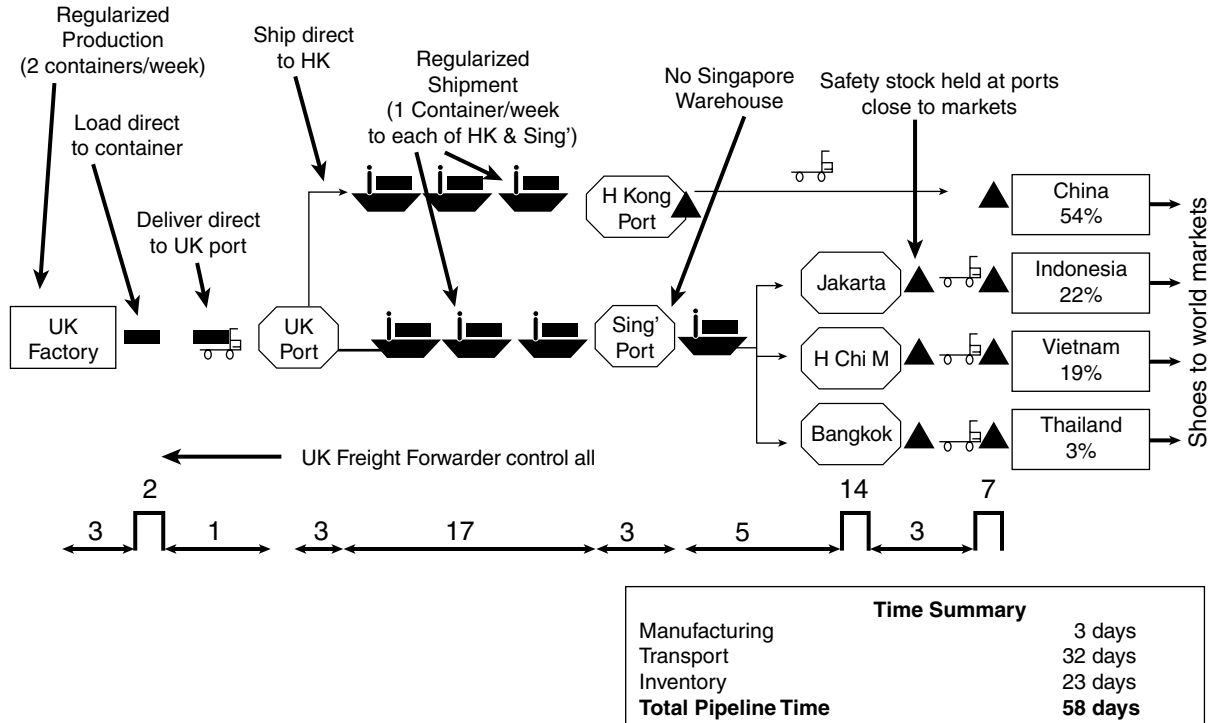 Regularized
Production
(2 containers/week)
Load direct
to container
Deliver direct
to UK port
Ship direct
to HK
Regularized
Shipment
(1 Container/week
to each of HK & Sing')
No Singapore
Warehouse
Safety stock held at ports
close to markets
UK
Factory
UK
Port
H Kong
Port
Sing'
Port
Jakarta
H Chi M
Bangkok
China
54%
Indonesia
22%
Vietnam
19%
Thailand
3%
Shoes to world markets
UK Freight Forwarder control all
3
2
1
3
17
3
5
14
3
7
Time Summary
Manufacturing 3 days
Transport 32 days
Inventory 23 days
Total Pipeline Time 58 days